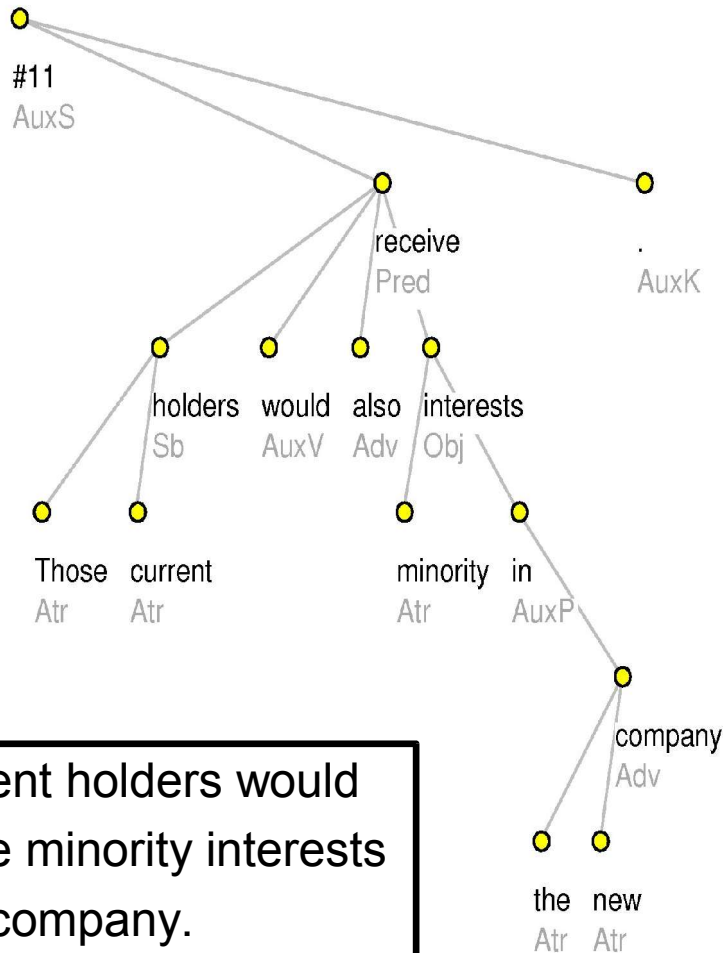 #11
AuxS
receive
Pred
.
AuxK
holders would also interests
Sb AuxV Adv Obj
Those current minority in
Atr Atr Atr AuxP
company
Adv
the new
Atr Atr
ent holders would
e minority interests
company.